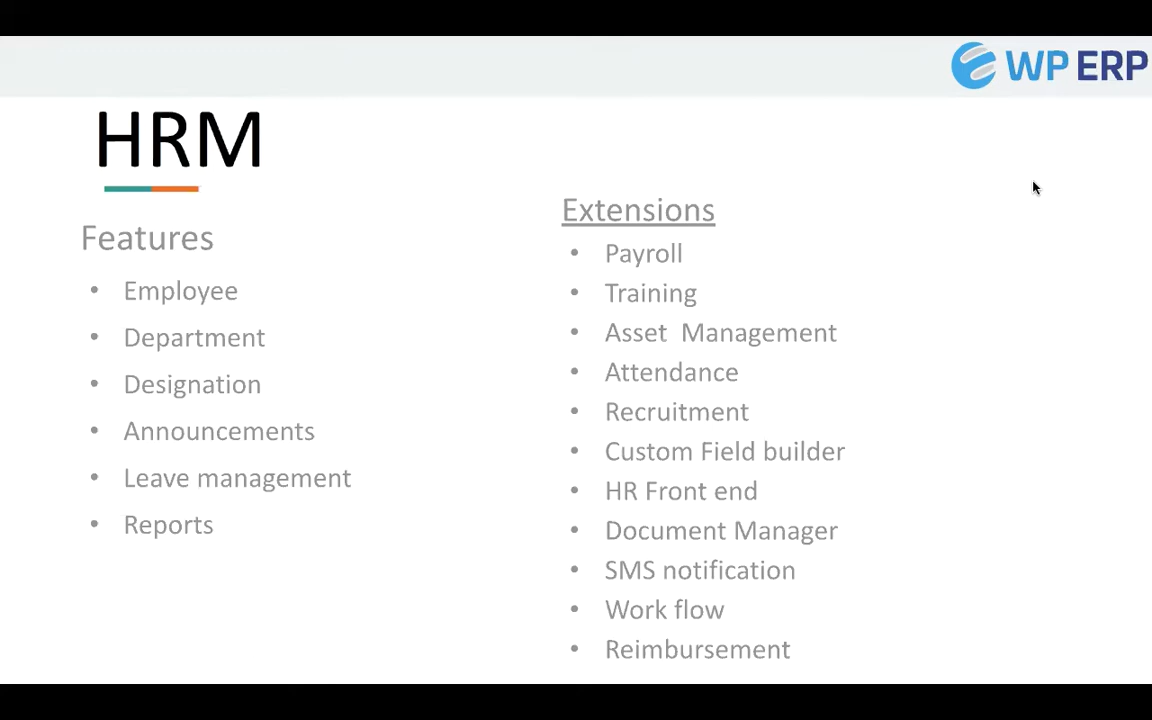 WP ERP
HRM
Features
• Employee
• Department
• Designation
• Announcements
• Leave management
• Reports
Extensions
• Payroll
• Training
• Asset Management
• Attendance
• Recruitment
• Custom Field builder
• HR Front end
• Document Manager
• SMS notification
• Work flow
• Reimbursement